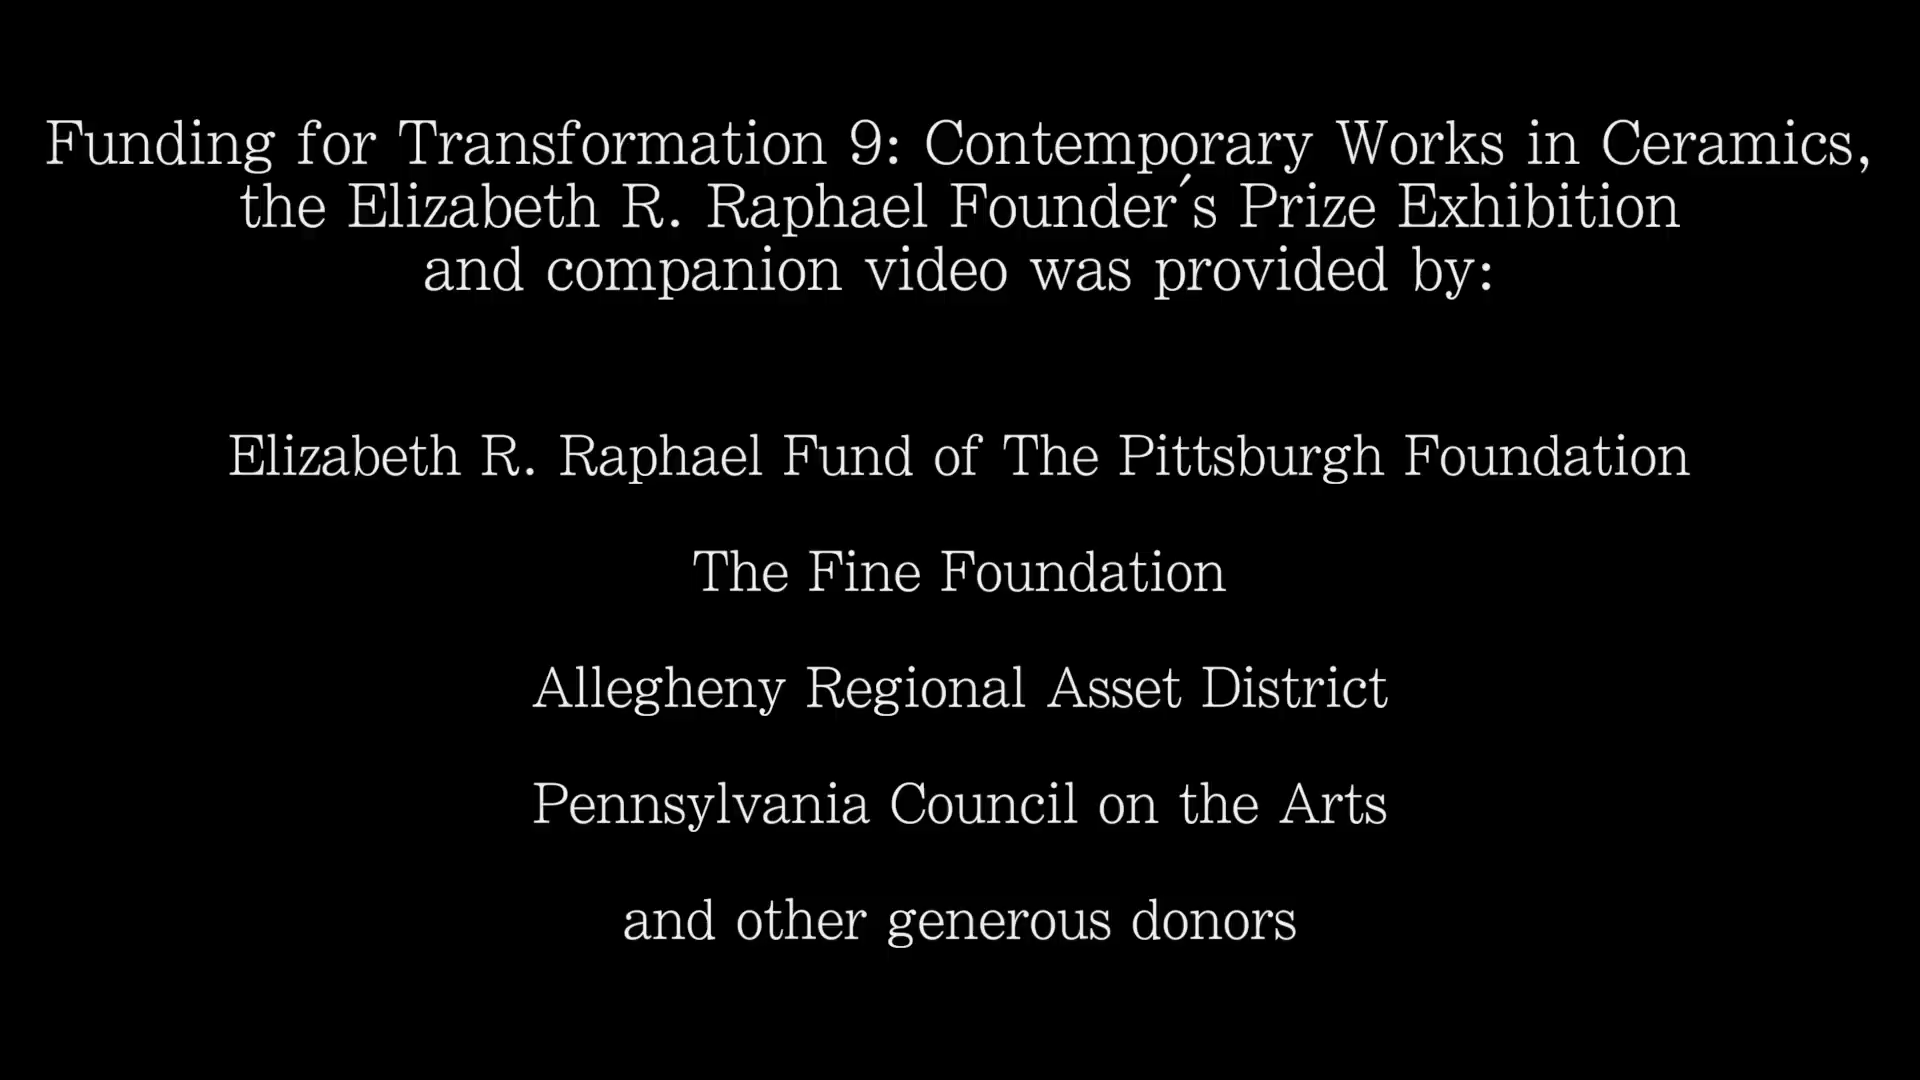 Funding for Transformation 9: Contemporary Works in Ceramics,
the Elizabeth R. Raphael Founder's Prize Exhibition
and companion video was provided by:
Elizabeth R. Raphael Fund of The Pittsburgh Foundation
The Fine Foundation
Allegheny Regional Asset District
Pennsylvania Council on the Arts
and other generous donors